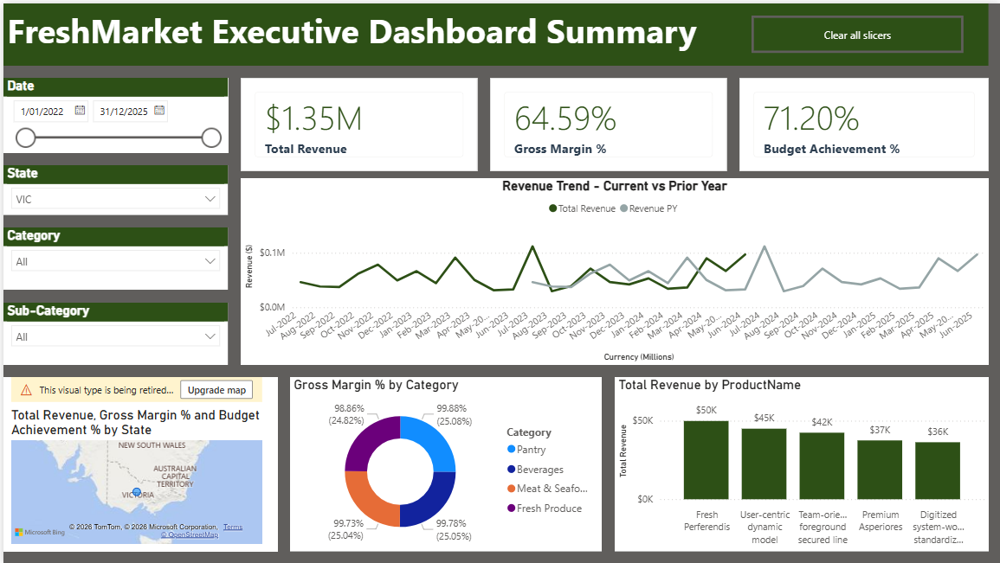 FreshMarket Executive Dashboard Summary
Clear all slicers
Date
1/01/2022
31/12/2025
State
VIC
Category
All
Sub-Category
All
$1.35M
Total Revenue
64.59%
Gross Margin %
71.20%
Budget Achievement %
Revenue Trend - Current vs Prior Year
Total Revenue Revenue PY
Revenue ($)
$0.1M
$0.0M
Jul-2022 Aug-2022 Sep-2022 Oct-2022 Nov-2022 Dec-2022 Jan-2023 Feb-2023 Mar-2023 Apr-2023 May-20... Jun-2023 Jul-2023 Aug-2023 Sep-2023 Oct-2023 Nov-2023 Dec-2023 Jan-2024 Feb-2024 Mar-2024 Apr-2024 May-20... Jun-2024 Jul-2024 Aug-2024 Sep-2024 Oct-2024 Nov-2024 Dec-2024 Jan-2025 Feb-2025 Mar-2025 Apr-2025 May-20... Jun-2025
Currency (Millions)
This visual type is being retired...
Upgrade map
Total Revenue, Gross Margin % and Budget
Achievement % by State
NEW SOUTH WALES
AUSTRALIAN
CAPITAL
TERRITORY
VICTORIA
© 2026 TomTom, © 2026 Microsoft Corporation, Terms
© OpenStreetMap
Microsoft Bing
Gross Margin % by Category
98.86%
(24.82%)
99.88%
(25.08%)
99.73%
(25.04%)
99.78%
(25.05%)
Category
Pantry
Beverages
Meat & Seafo...
Fresh Produce
Total Revenue by ProductName
Total Revenue
$50K
$0K
$50K
$45K
$42K
$37K
$36K
Fresh
Perferendis
User-centric
dynamic
model
Team-orie...
foreground
secured line
Premium
Asperiores
Digitized
system-wo...
standardiz...